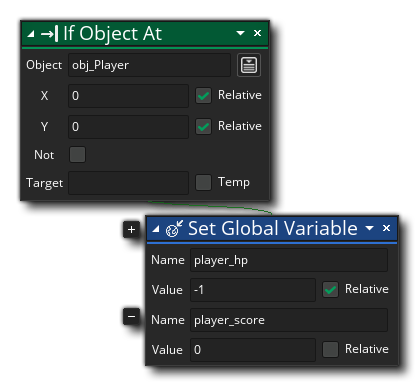 If Object At
Object obj_Player
X 0 Relative
Y 0 Relative
Not
Target Temp
Set Global Variable
Name player_hp
Value -1 Relative
Name player_score
Value 0 Relative